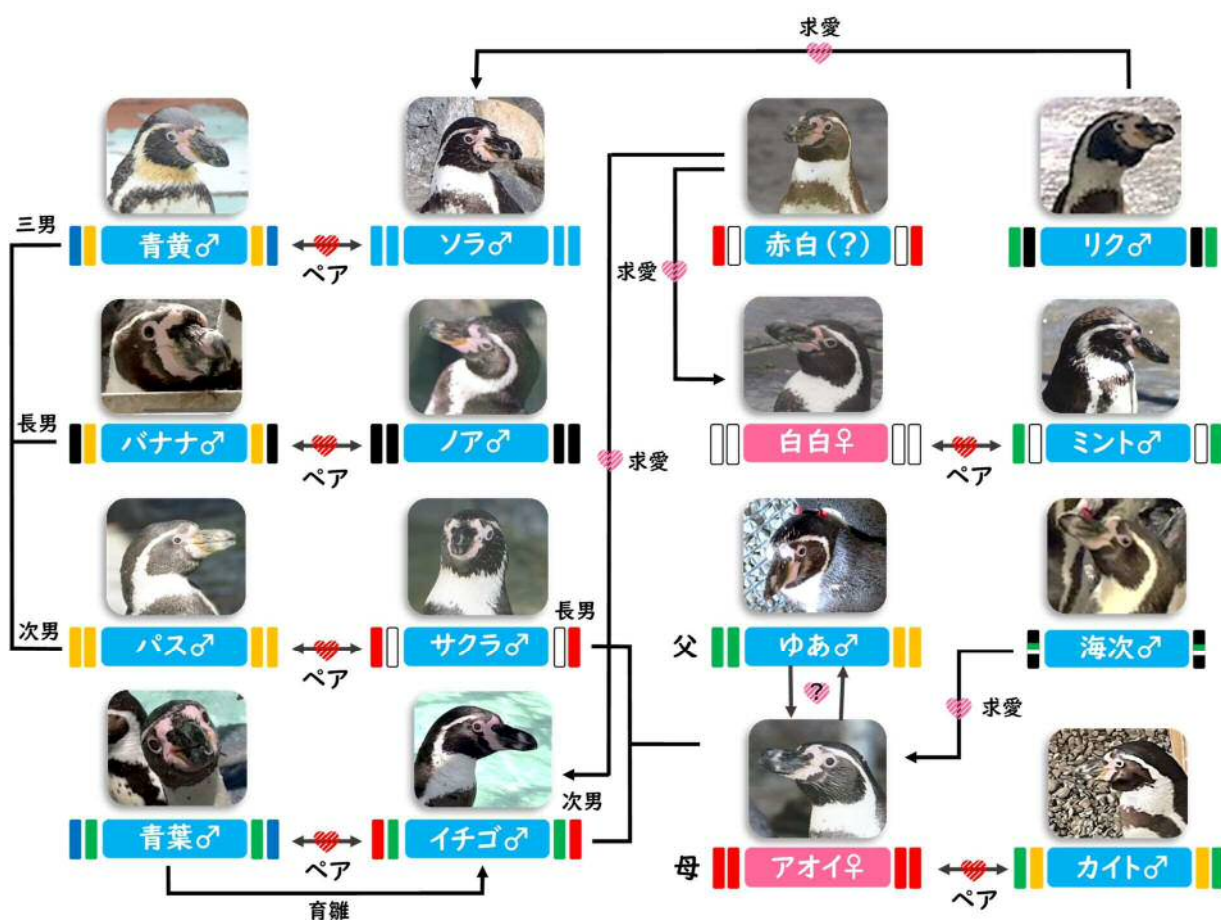 求愛
三男
青黄♂
ペア
ソラ♂
赤白(?)
リク♂
求愛
長男
バナナ♂
ペア
ノア♂
求愛
白白♀
ペア
ミント♂
次男
パス♂
ペア
サクラ♂
長男
父
ゆあ♂
海次♂
?
求愛
次男
青葉♂
ペア
イチゴ♂
育雛
母
アオイ♀
ペア
カイト♂